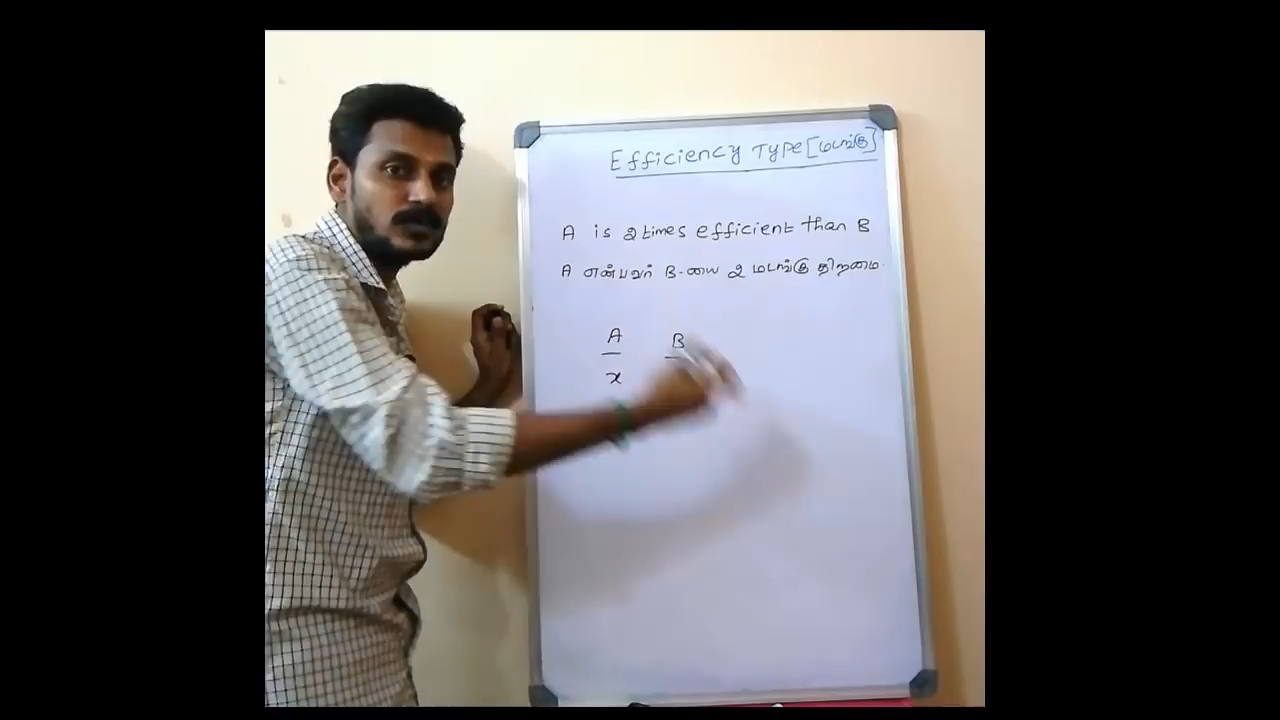 Efficiency Type [மடங்கு]
A is 2 times efficient than B
A என்பவர் B-யை 2 மடங்கு திறமை.
A B
x